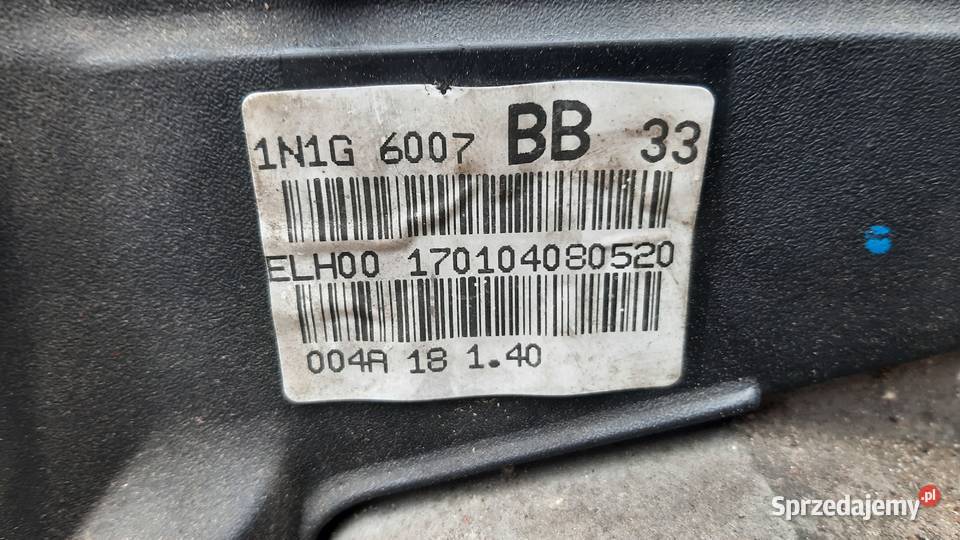 1N1G 6007 BB 33
ELH00 170104080520
004A 18 1.40
Sprzedajemy.pl